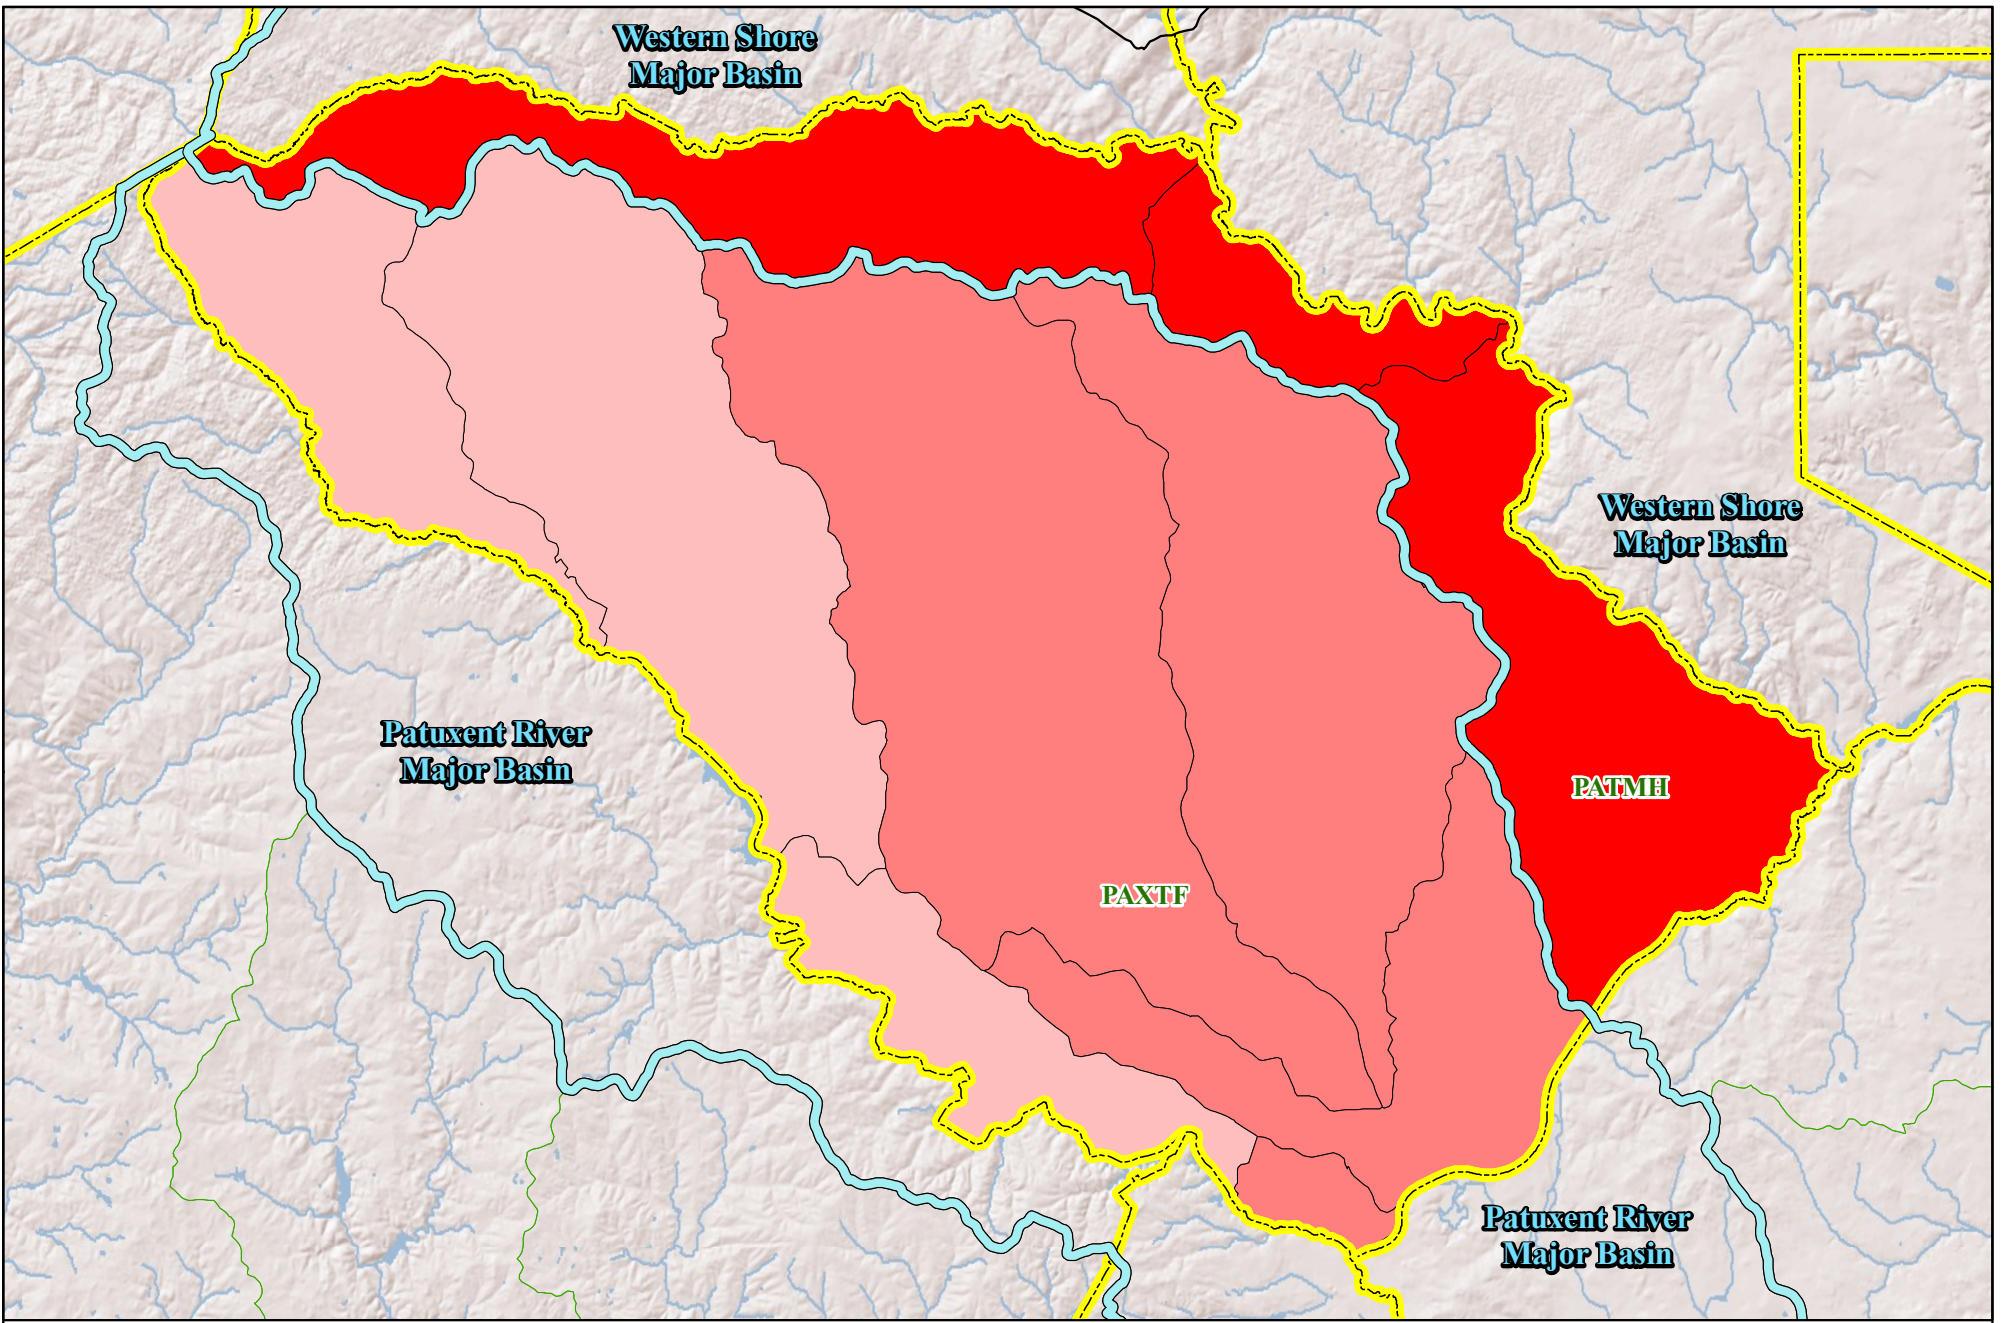 Western Shore
Major Basin
Western Shore
Major Basin
Patuxent River
Major Basin
PATMH
PAXTF
Patuxent River
Major Basin